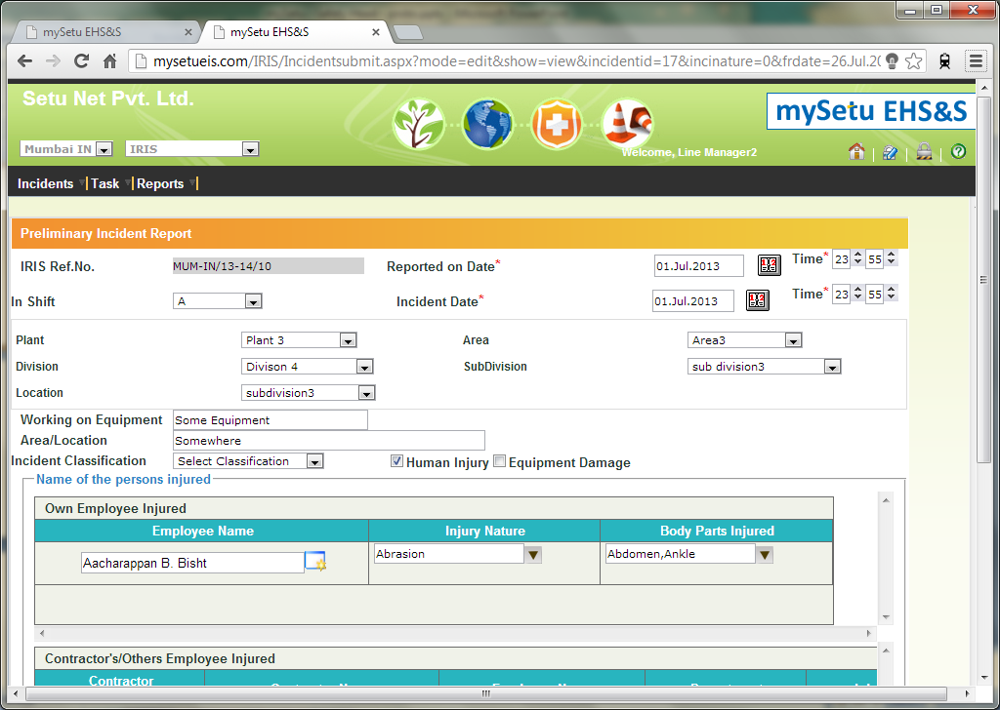 mySetu EHS&S
mySetu EHS&S
mysetueis.com/IRIS/Incidentsubmit.aspx?mode=edit&show=view&incidentid=17&incinature=0&frdate=26.Jul.20
Setu Net Pvt. Ltd.
mySetu EHS&S
Mumbai IN IRIS
Welcome, Line Manager2
Incidents Task Reports
Preliminary Incident Report
IRIS Ref.No. MUM-IN/13-14/10 Reported on Date* 01.Jul.2013 Time* 23 55
In Shift A Incident Date* 01.Jul.2013 Time* 23 55
Plant Plant 3 Area Area3
Division Divison 4 SubDivision sub division3
Location subdivision3
Working on Equipment Some Equipment
Area/Location Somewhere
Incident Classification Select Classification Human Injury Equipment Damage
Name of the persons injured
Own Employee Injured
Employee Name Injury Nature Body Parts Injured
Aacharappan B. Bisht Abrasion Abdomen,Ankle
Contractor's/Others Employee Injured
Contractor